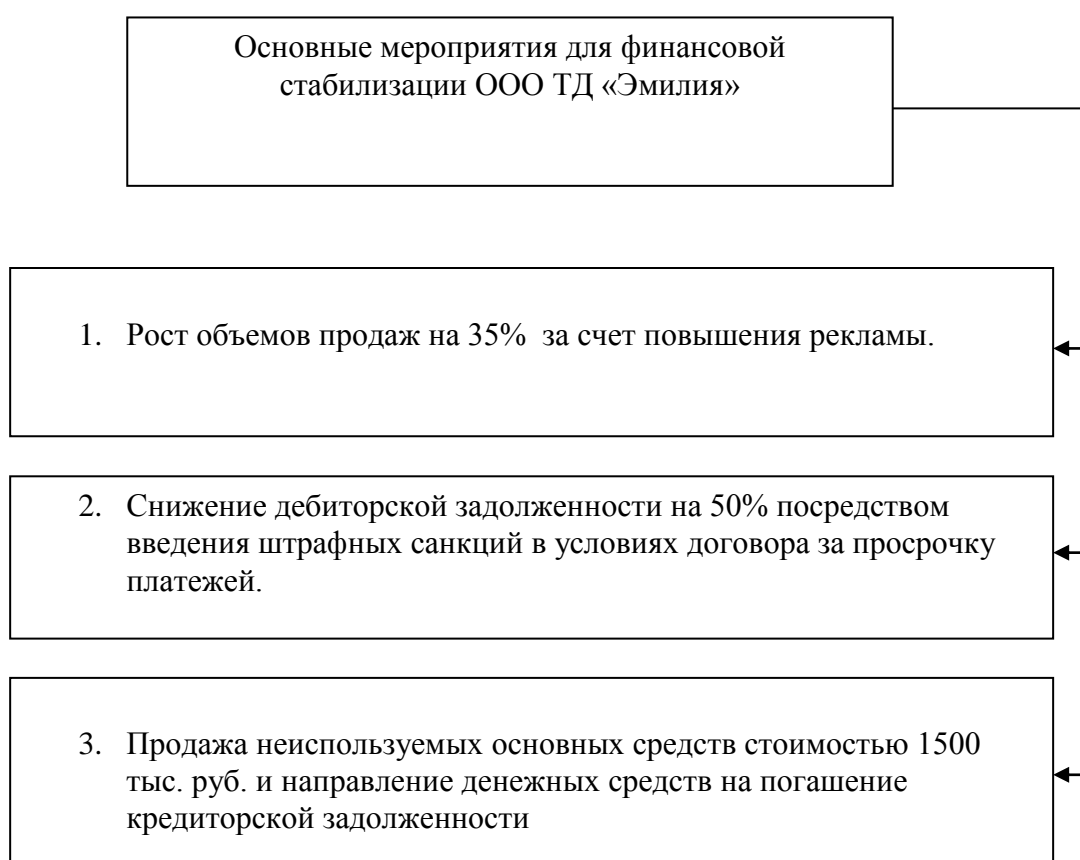 Основные мероприятия для финансовой
стабилизации ООО ТД «Эмилия»
1. Рост объемов продаж на 35% за счет повышения рекламы.
2. Снижение дебиторской задолженности на 50% посредством
введения штрафных санкций в условиях договора за просрочку
платежей.
3. Продажа неиспользуемых основных средств стоимостью 1500
тыс. руб. и направление денежных средств на погашение
кредиторской задолженности